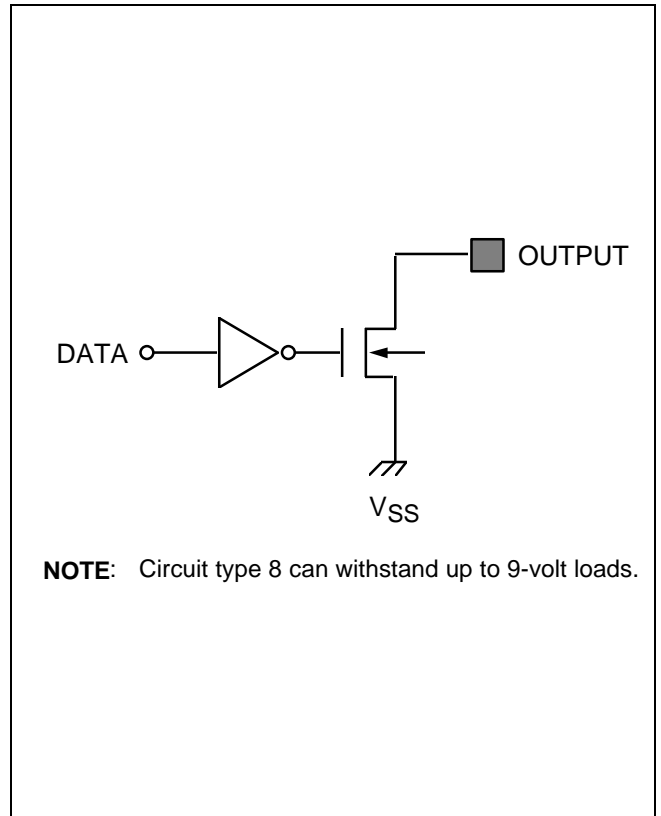 OUTPUT
DATA
VSS
NOTE: Circuit type 8 can withstand up to 9-volt loads.